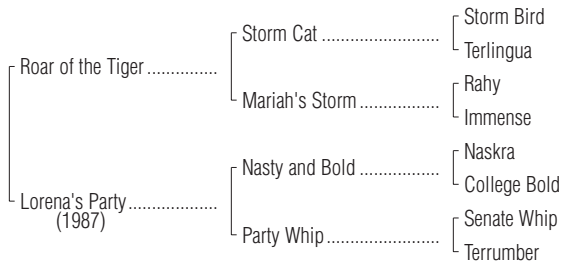 Storm Bird
Storm Cat ........................
Terlingua
Roar of the Tiger ...............
Rahy
Mariah's Storm .................
Immense
Naskra
Nasty and Bold .................
College Bold
Lorena's Party ...................
(1987)
Senate Whip
Party Whip ........................
Terrumber